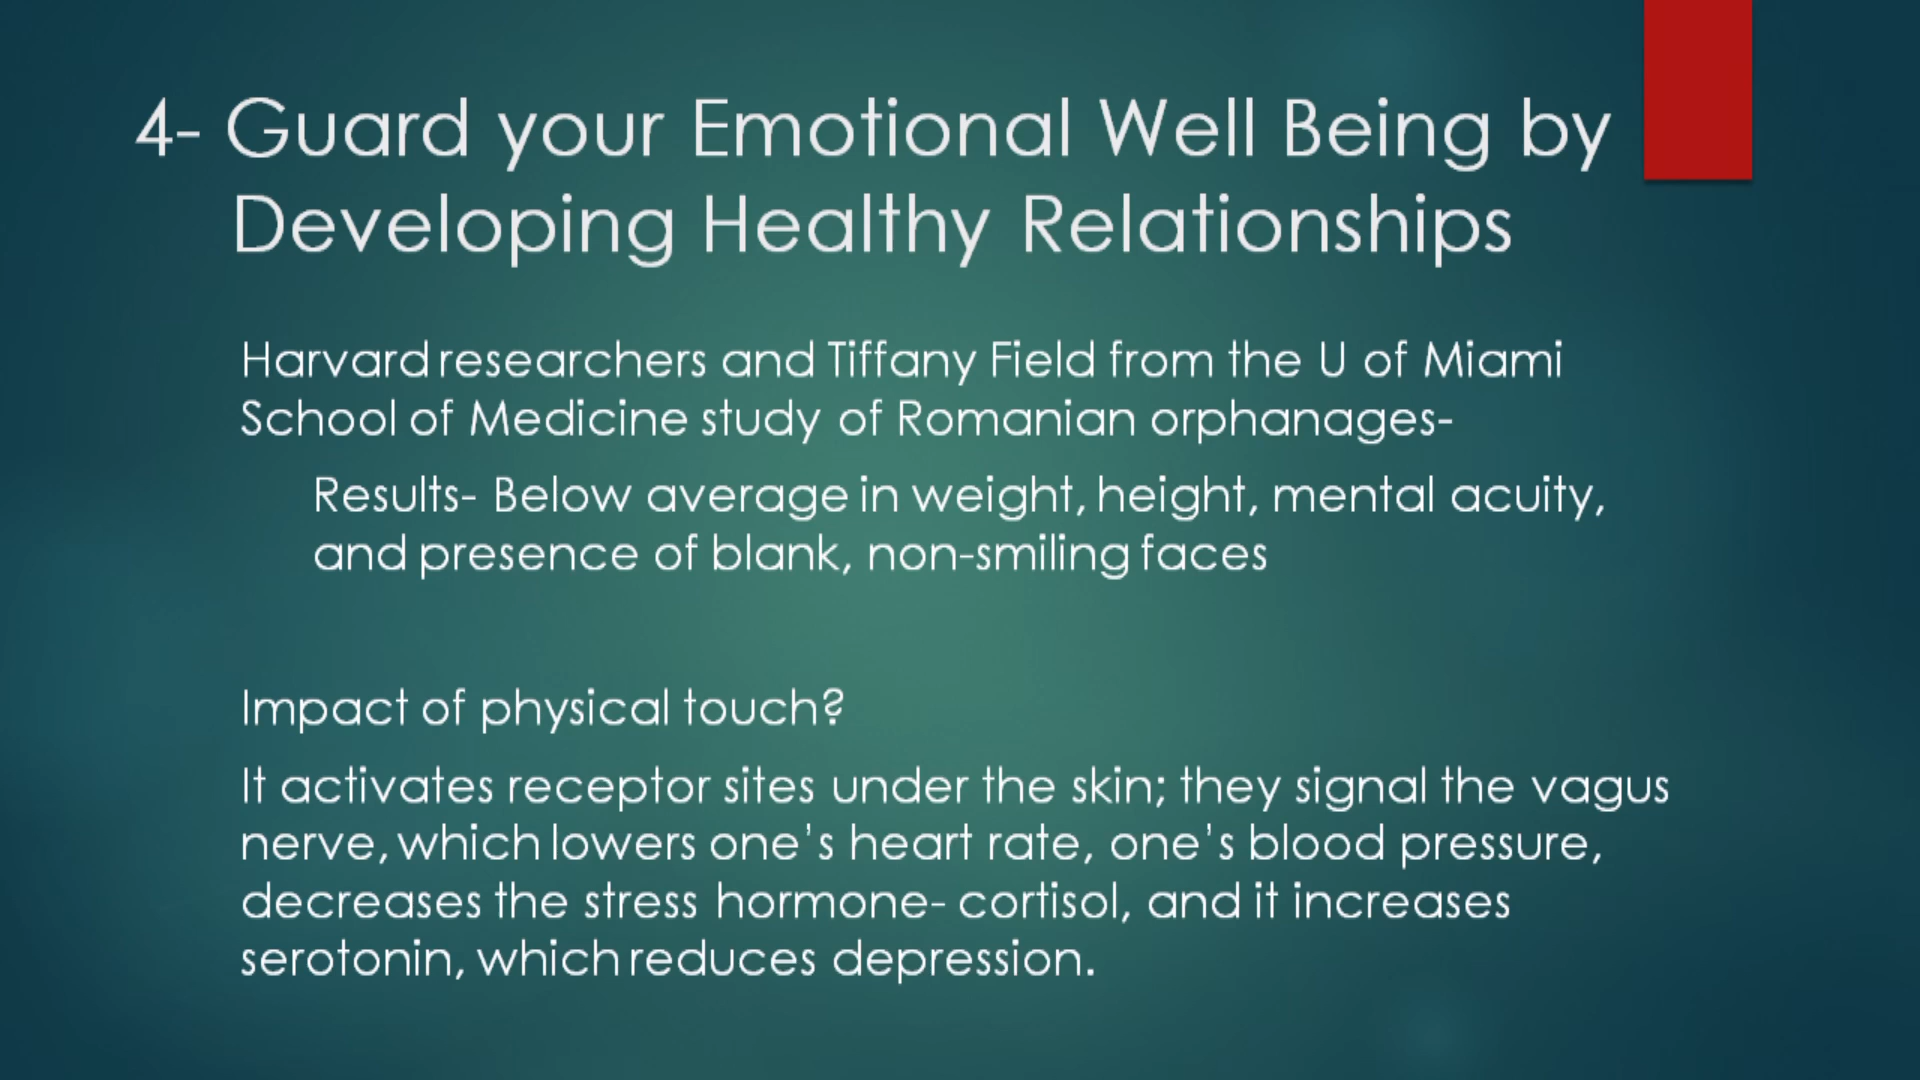 4- Guard your Emotional Well Being by
Developing Healthy Relationships
Harvard researchers and Tiffany Field from the U of Miami
School of Medicine study of Romanian orphanages-
Results- Below average in weight, height, mental acuity,
and presence of blank, non-smiling faces
Impact of physical touch?
It activates receptor sites under the skin; they signal the vagus
nerve, which lowers one's heart rate, one's blood pressure,
decreases the stress hormone- cortisol, and it increases
serotonin, which reduces depression.